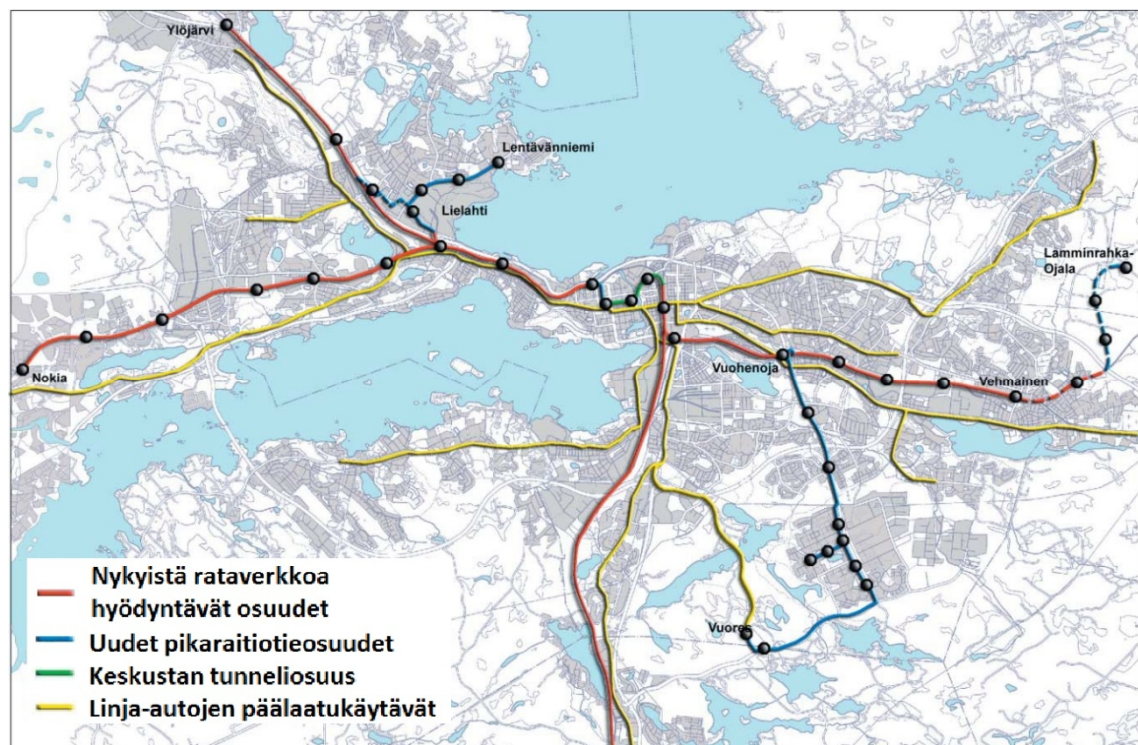 Ylöjärvi
Lentävänniemi
Lielahti
Lamminrahka-
Ojala
Nokia
Vuohenoja
Vehmainen
Vuores
Nykyistä rataverkkoa
hyödyntävät osuudet
Uudet pikaraitiotieosuudet
Keskustan tunneliosuus
Linja-autojen päälaatukäytävät